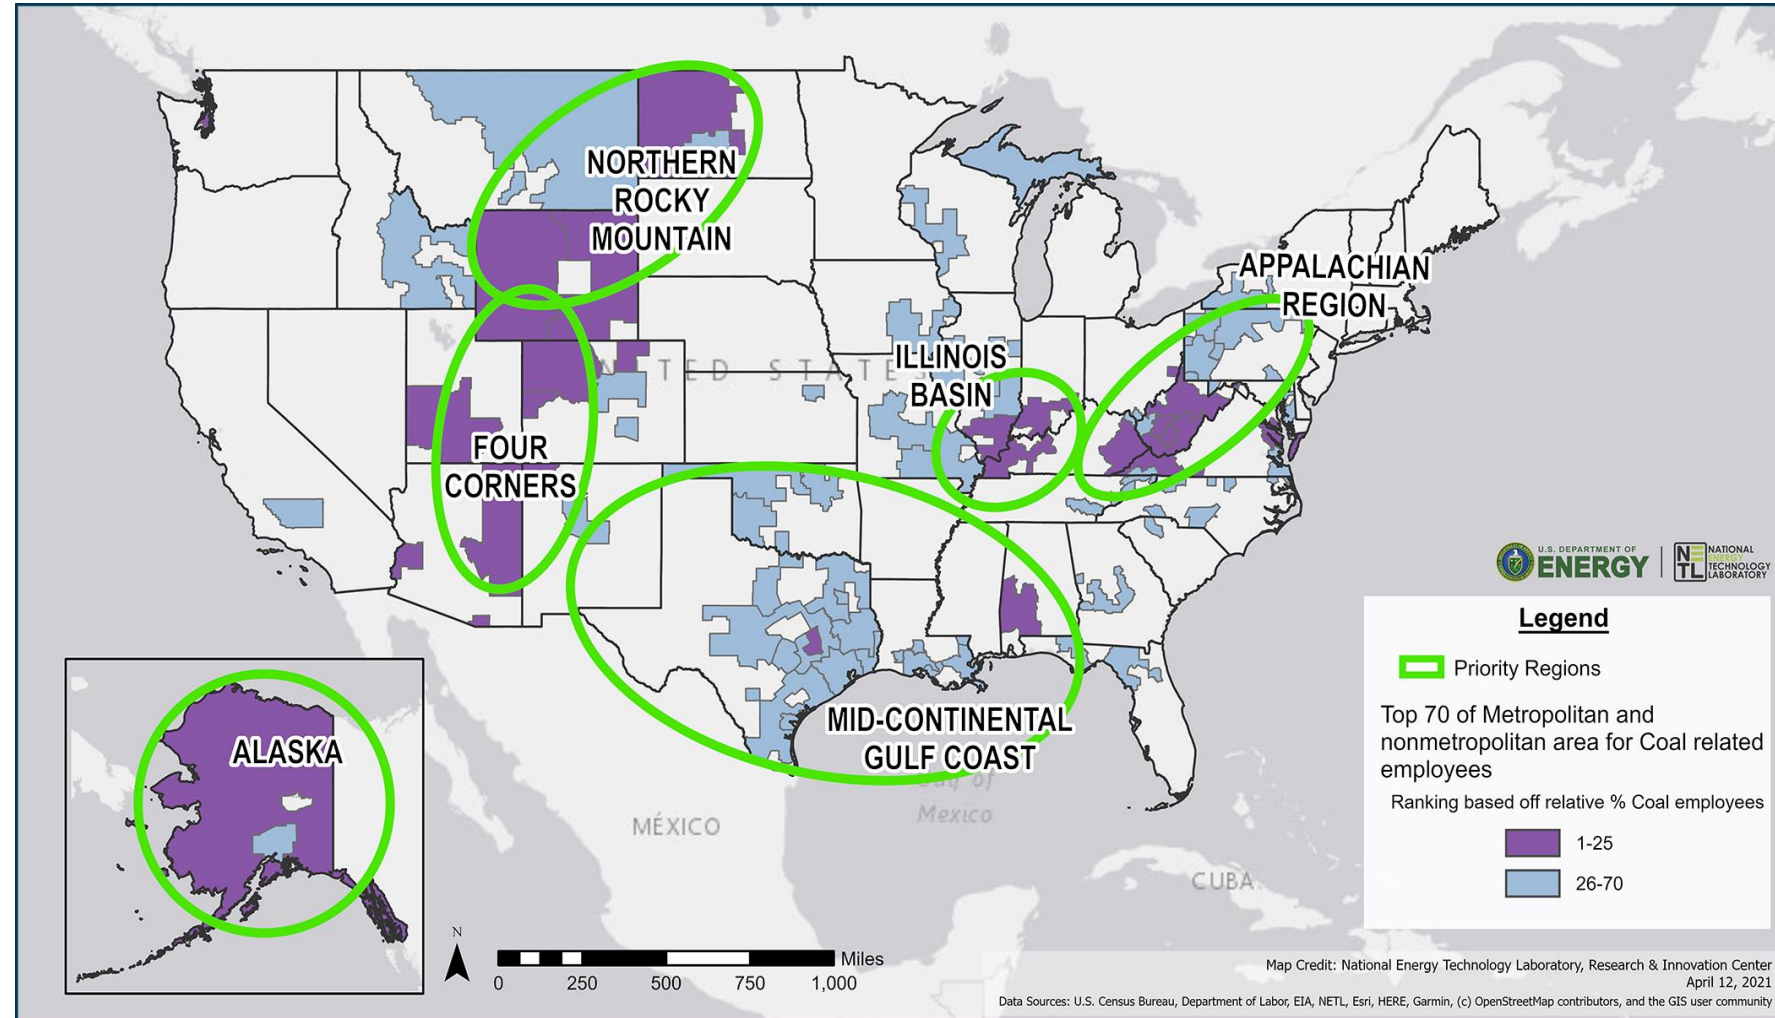 NORTHERN
ROCKY
MOUNTAIN
APPALACHIAN
REGION
ILLINOIS
BASIN
UNITED STATES
FOUR
CORNERS
MID-CONTINENTAL
GULF COAST
Gulf of
Mexico
MÉXICO
CUBA
ALASKA
U.S. DEPARTMENT OF
ENERGY
NE
TL
NATIONAL
ENERGY
TECHNOLOGY
LABORATORY
Legend
Priority Regions
Top 70 of Metropolitan and
nonmetropolitan area for Coal related
employees
Ranking based off relative % Coal employees
1-25
26-70
N
Miles
0 250 500 750 1,000
Map Credit: National Energy Technology Laboratory, Research & Innovation Center
April 12, 2021
Data Sources: U.S. Census Bureau, Department of Labor, EIA, NETL, Esri, HERE, Garmin, (c) OpenStreetMap contributors, and the GIS user community